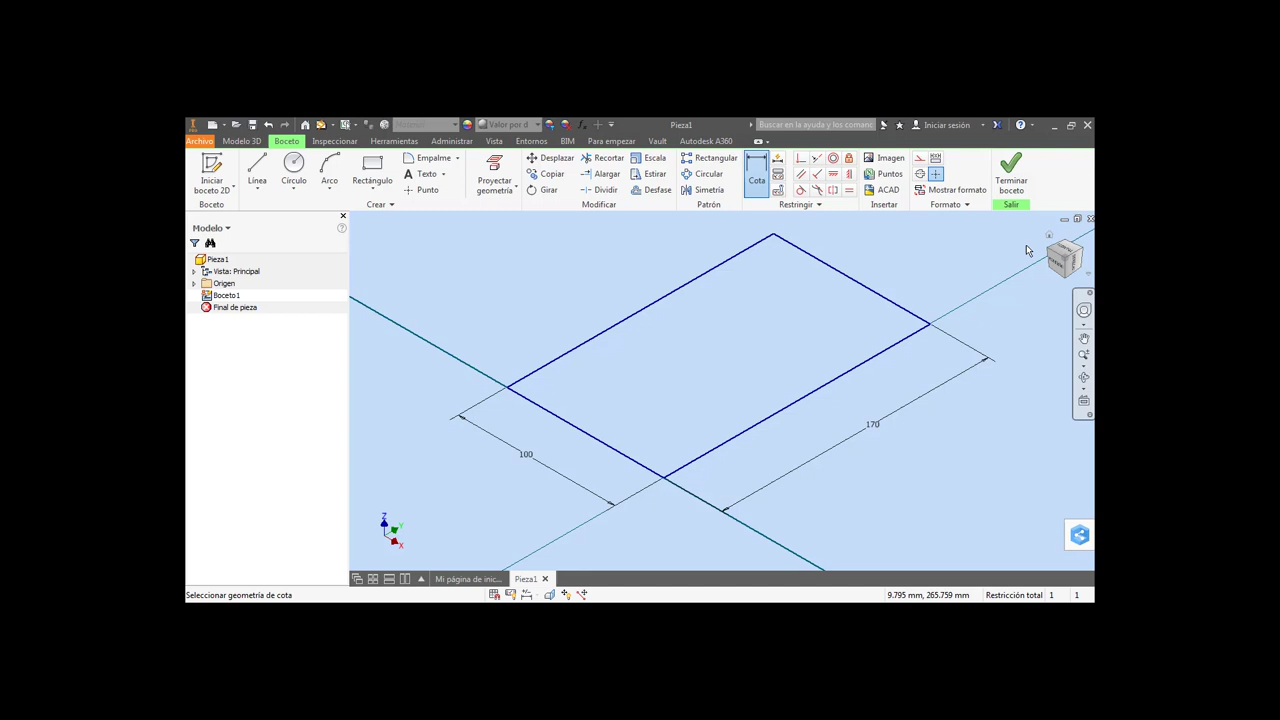 Valor por d
Pieza1
Buscar en la ayuda y los comanc
Iniciar sesión
Archivo Modelo 3D Boceto Inspeccionar Herramientas Administrar Vista Entornos BIM Para empezar Vault Autodesk A360
Iniciar
boceto 2D
Línea
Círculo
Arco
Rectángulo
Empalme
Texto
Punto
Proyectar
geometría
Desplazar
Copiar
Girar
Recortar
Alargar
Dividir
Escala
Estirar
Desfase
Rectangular
Circular
Simetría
Cota
Imagen
Puntos
ACAD
Mostrar formato
Terminar
boceto
Boceto Crear Modificar Patrón Restringir Insertar Formato Salir
Modelo
Pieza1
Vista: Principal
Origen
Boceto1
Final de pieza
170
100
Z
Y
X
Mi página de inic... Pieza1
Seleccionar geometría de cota
9.795 mm, 265.759 mm Restricción total 1 1